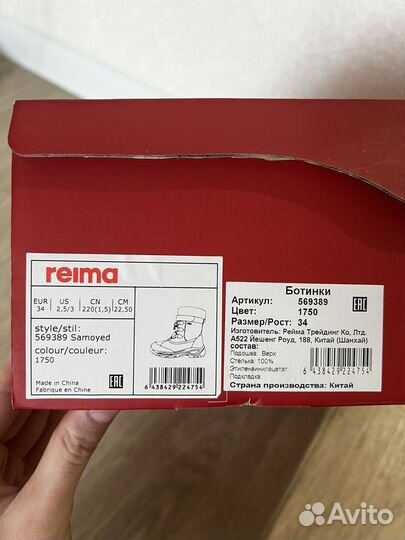 reima
EUR US CN CM
34 2,5/3 220(1,5) 22,50
style/stil:
569389 Samoyed
colour/couleur:
1750
Made in China
Fabriqué en Chine
EAC
6 438429 224754
Ботинки
Артикул: 569389
Цвет: 1750
Размер/Рост: 34
Изготовитель: Рейма Трейдинг Ко, Лтд.
А522 Йешенг Роуд, 188, Китай (Шанхай)
состав:
Подошва: Верх
Стелька: 100%
Этиленвинилацетат
Подкладка
Страна производства: Китай
EAC
6 438429 224754
Avito